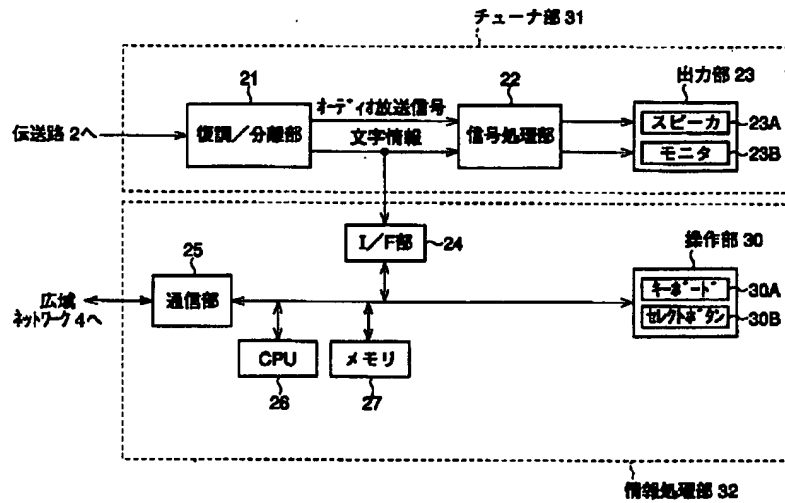 チューナ部 31
21
22
出力部 23
オーディオ放送信号
伝送路 2へ
復調/分離部
文字情報
信号処理部
スピーカ
23A
モニタ
23B
I/F部
24
25
操作部 30
広域
ネットワーク 4へ
通信部
キーボード
30A
セレクトボタン
30B
CPU
メモリ
26
27
情報処理部 32